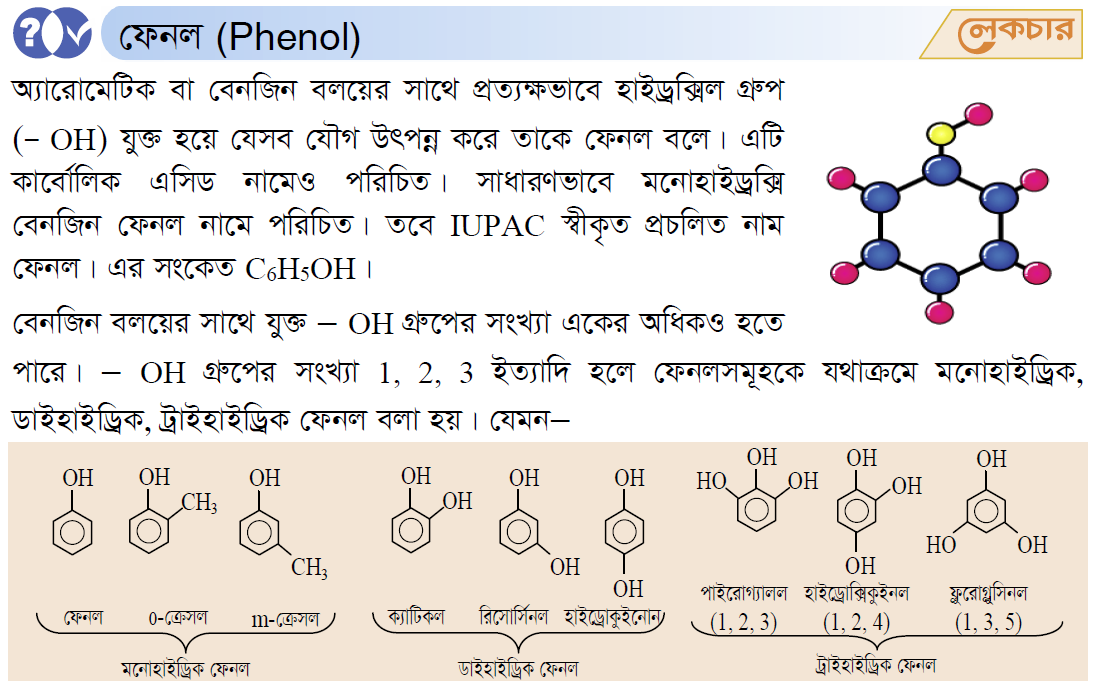 ফেনল (Phenol)
লেকচার
অ্যারোমেটিক বা বেনজিন বলয়ের সাথে প্রত্যক্ষভাবে হাইড্রক্সিল গ্রুপ
(– OH) যুক্ত হয়ে যেসব যৌগ উৎপন্ন করে তাকে ফেনল বলে। এটি
কার্বোলিক এসিড নামেও পরিচিত। সাধারণভাবে মনোহাইড্রক্সি
বেনজিন ফেনল নামে পরিচিত। তবে IUPAC স্বীকৃত প্রচলিত নাম
ফেনল। এর সংকেত C₆H₅OH।
বেনজিন বলয়ের সাথে যুক্ত – OH গ্রুপের সংখ্যা একের অধিকও হতে
পারে। – OH গ্রুপের সংখ্যা 1, 2, 3 ইত্যাদি হলে ফেনলসমূহকে যথাক্রমে মনোহাইড্রিক,
ডাইহাইড্রিক, ট্রাইহাইড্রিক ফেনল বলা হয়। যেমন–
OH
OH
CH₃
OH
CH₃
OH
OH
OH
OH
OH
OH
HO
OH
OH
OH
OH
OH
OH
HO
OH
ফেনল
o-ক্রেসল
m-ক্রেসল
মনোহাইড্রিক ফেনল
ক্যাটিকল
রিসোর্সিনল
হাইড্রোকুইনোন
ডাইহাইড্রিক ফেনল
পাইরোগ্যালল
হাইড্রোক্সিকুইনল
ফ্লুরোগ্লুসিনল
(1, 2, 3)
(1, 2, 4)
(1, 3, 5)
ট্রাইহাইড্রিক ফেনল